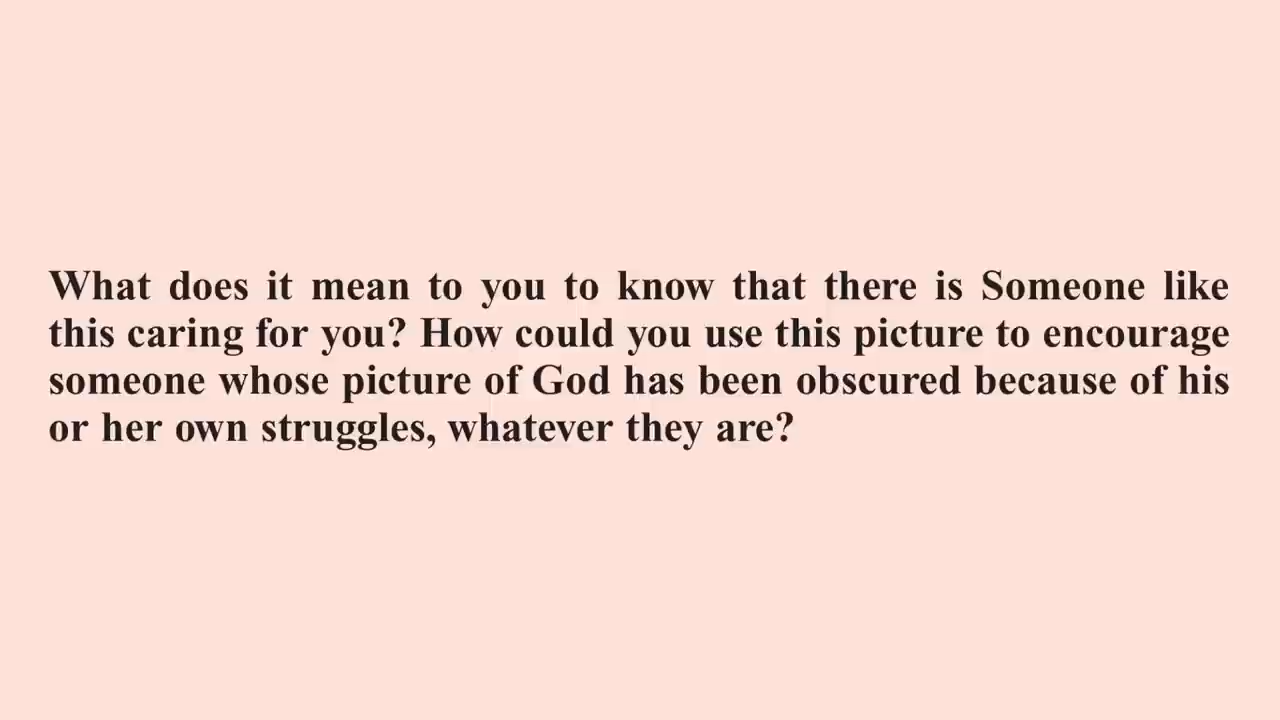 What does it mean to you to know that there is Someone like
this caring for you? How could you use this picture to encourage
someone whose picture of God has been obscured because of his
or her own struggles, whatever they are?